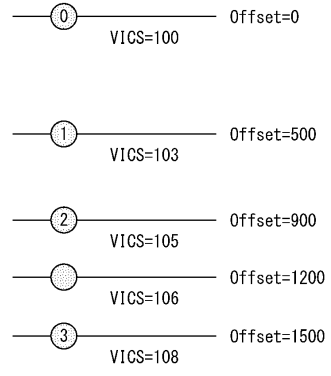 0 Offset=0
VICS=100
1 Offset=500
VICS=103
2 Offset=900
VICS=105
Offset=1200
VICS=106
3 Offset=1500
VICS=108